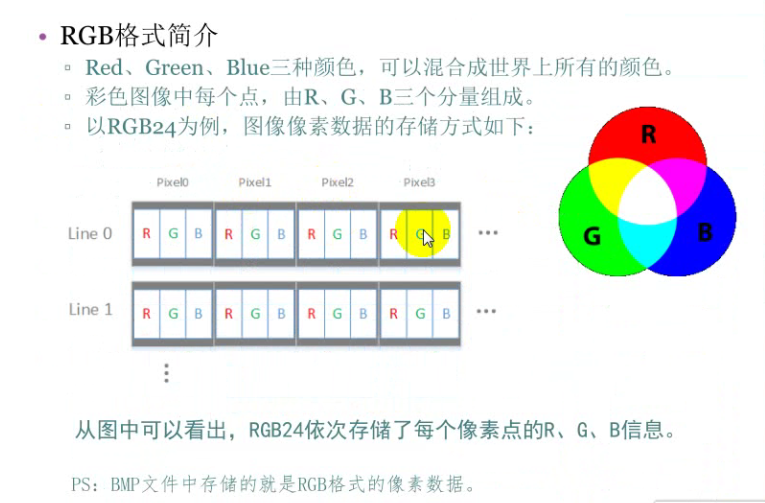 RGB格式简介
Red、Green、Blue三种颜色，可以混合成世界上所有的颜色。
彩色图像中每个点，由R、G、B三个分量组成。
以RGB24为例，图像像素数据的存储方式如下：
R
G
B
Pixel0 Pixel1 Pixel2 Pixel3
Line 0 R G B R G B R G B R G B ...
Line 1 R G B R G B R G B R G B ...
从图中可以看出，RGB24依次存储了每个像素点的R、G、B信息。
PS：BMP文件中存储的就是RGB格式的像素数据。